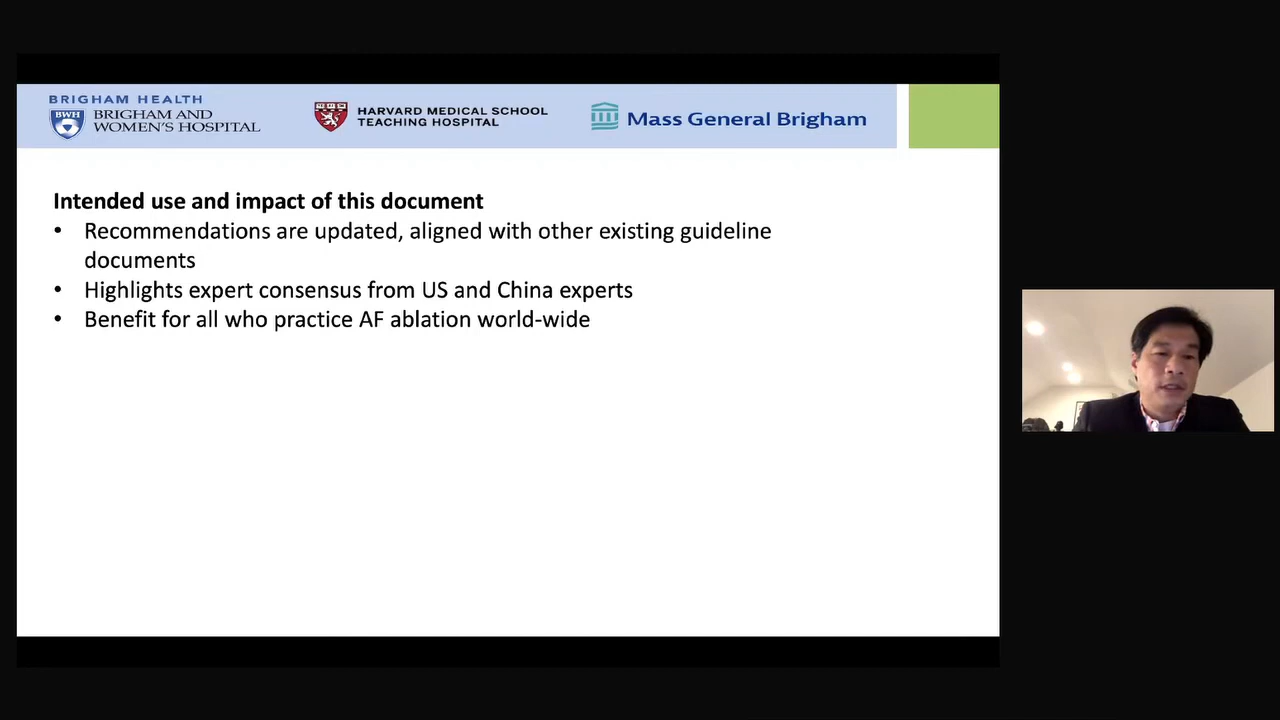 BRIGHAM HEALTH
BWH
BRIGHAM AND
WOMEN'S HOSPITAL
HARVARD MEDICAL SCHOOL
TEACHING HOSPITAL
Mass General Brigham
Intended use and impact of this document
• Recommendations are updated, aligned with other existing guideline
documents
• Highlights expert consensus from US and China experts
• Benefit for all who practice AF ablation world-wide